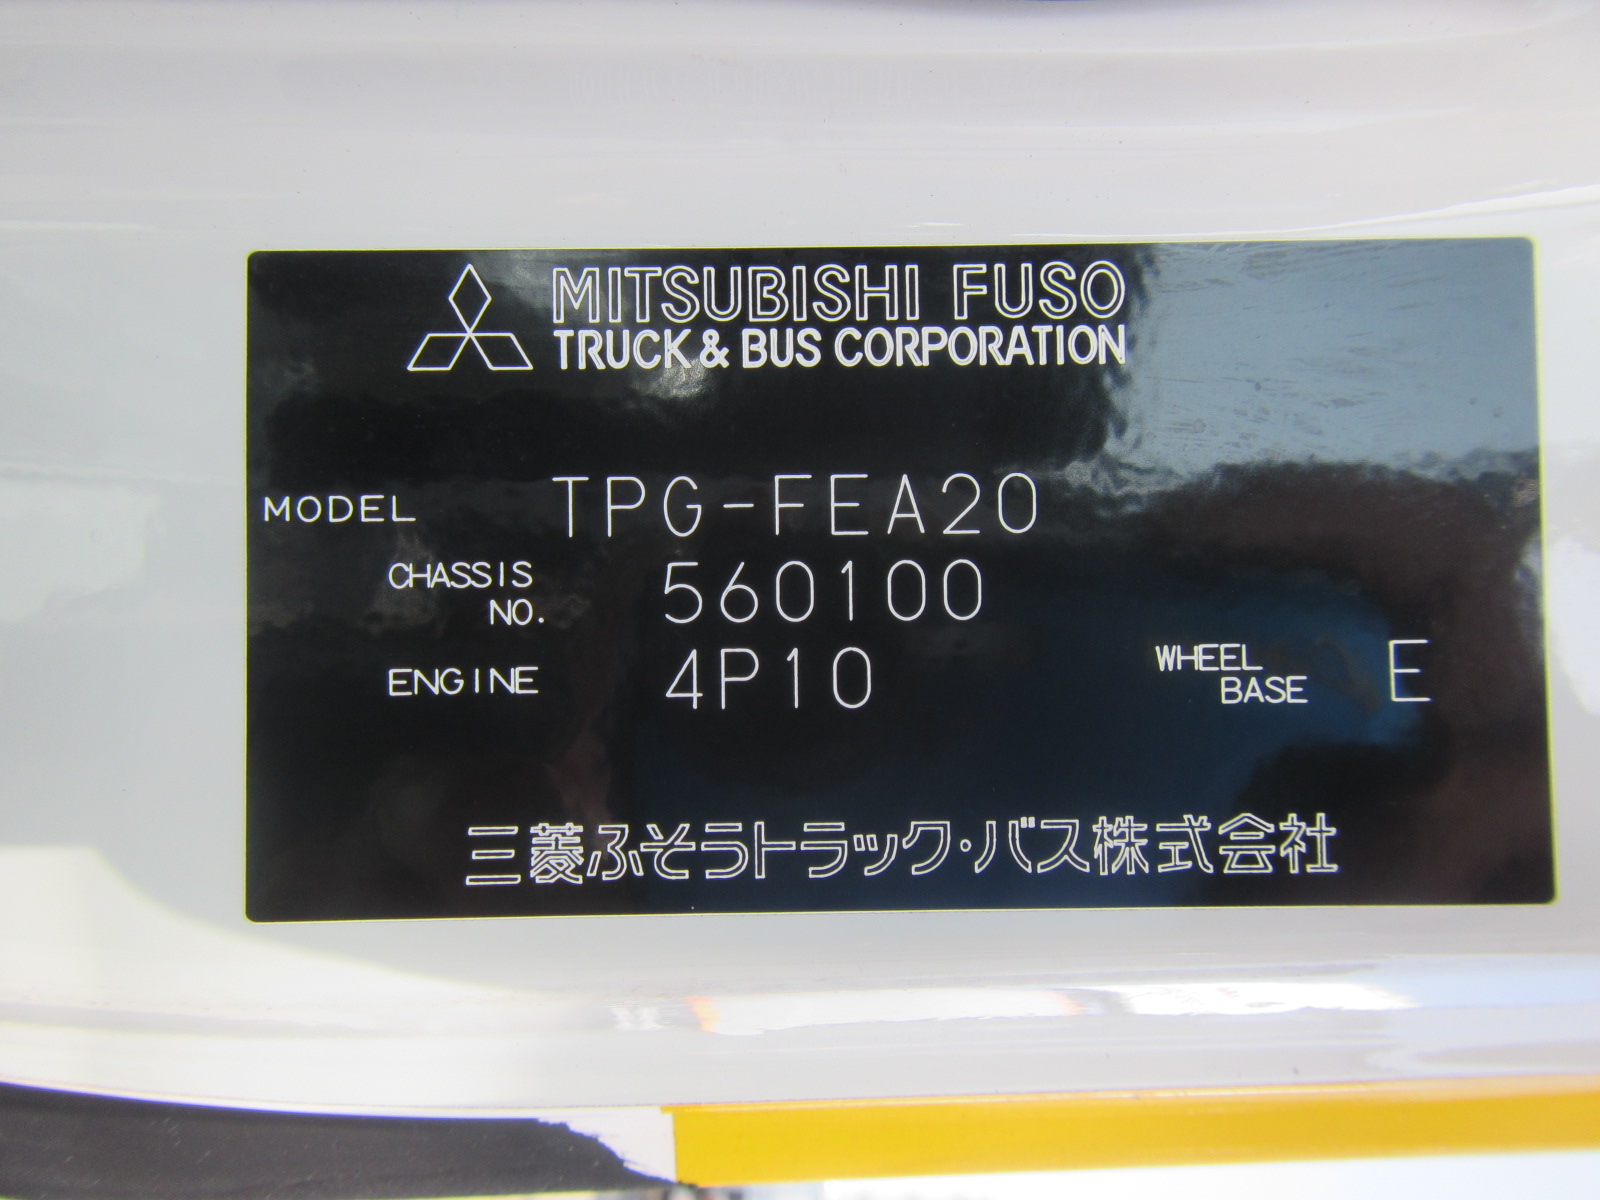 MITSUBISHI FUSO
TRUCK & BUS CORPORATION
MODEL TPG-FEA20
CHASSIS
NO. 560100
ENGINE 4P10 WHEEL
BASE E
三菱ふそうトラック・バス株式会社